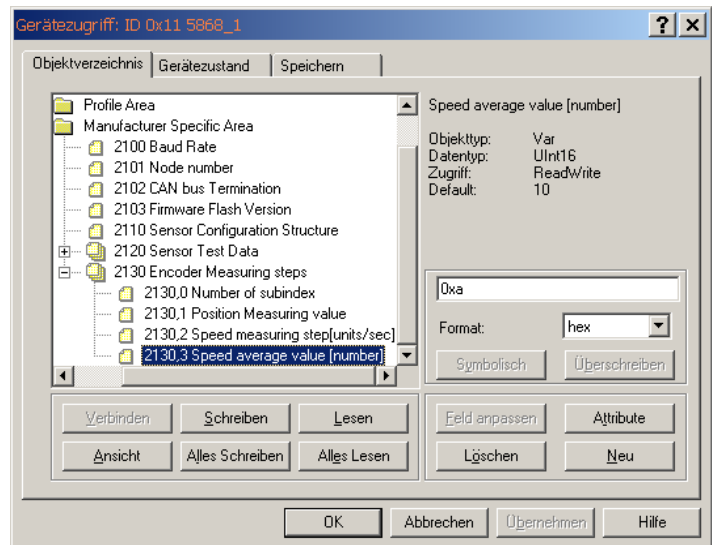 Gerätezugriff: ID 0x11 5868_1
Objektverzeichnis
Gerätezustand
Speichern
Profile Area
Manufacturer Specific Area
2100 Baud Rate
2101 Node number
2102 CAN bus Termination
2103 Firmware Flash Version
2110 Sensor Configuration Structure
2120 Sensor Test Data
2130 Encoder Measuring steps
2130,0 Number of subindex
2130,1 Position Measuring value
2130,2 Speed measuring step[units/sec]
2130,3 Speed average value [number]
Speed average value [number]
Objekttyp: Var
Datentyp: UInt16
Zugriff: ReadWrite
Default: 10
0xa
Format: hex
Symbolisch Überschreiben
Verbinden Schreiben Lesen
Ansicht Alles Schreiben Alles Lesen
Feld anpassen Attribute
Löschen Neu
OK Abbrechen Übernehmen Hilfe